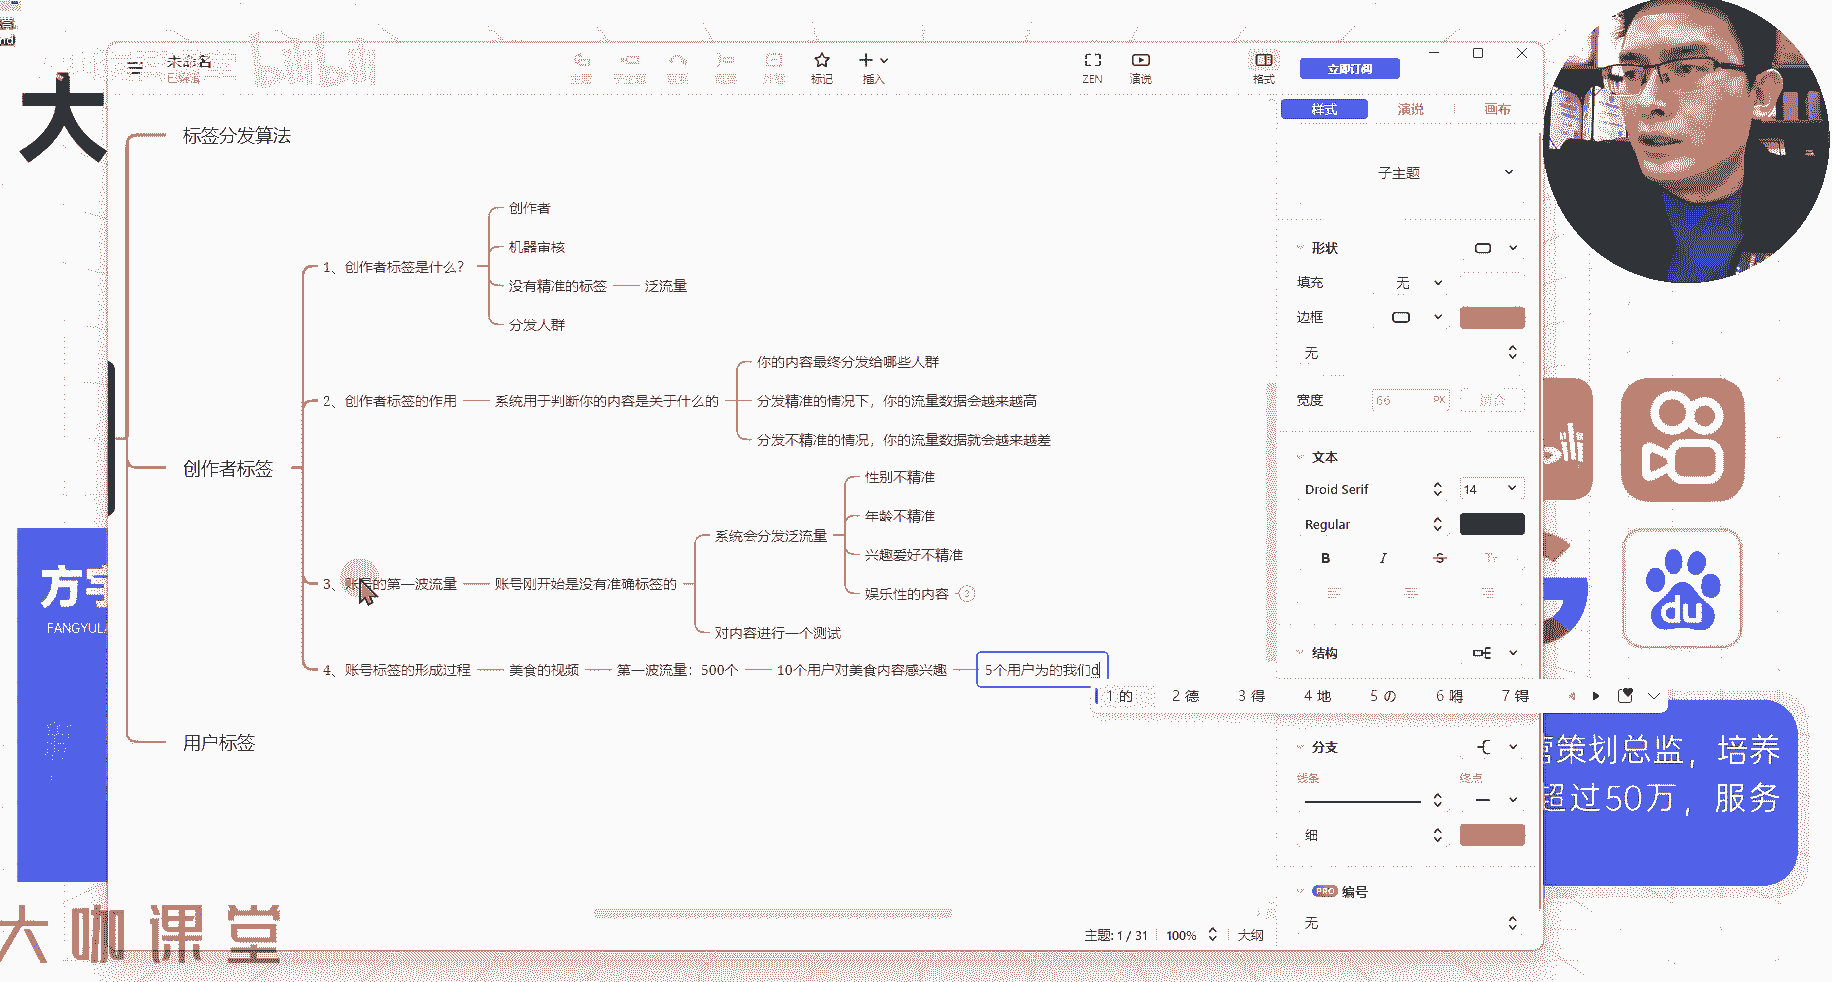 未命名
已编辑
bilibili
主题
子主题
联系
概要
外框
标记
插入
ZEN
演说
格式
立即订阅
大
标签分发算法
创作者标签
用户标签
1、创作者标签是什么？
创作者
机器审核
没有精准的标签
泛流量
分发人群
2、创作者标签的作用
系统用于判断你的内容是关于什么的
你的内容最终分发给哪些人群
分发精准的情况下，你的流量数据会越来越高
分发不精准的情况，你的流量数据就会越来越差
3、账号的第一波流量
账号刚开始是没有准确标签的
系统会分发泛流量
性别不精准
年龄不精准
兴趣爱好不精准
娱乐性的内容
2
对内容进行一个测试
4、账号标签的形成过程
美食的视频
第一波流量：500个
10个用户对美食内容感兴趣
5个用户为的我们d
1 的 2 德 3 得 4 地 5 の 6 嘚 7 锝
样式
演说
画布
子主题
形状
填充
无
边框
无
宽度
66 PX
文本
Droid Serif
14
Regular
B I S Tт
结构
分支
线条
终点
细
PRO 编号
无
主题: 1 / 31
100%
大纲
方宇
FANGYUL
bili
du
营策划总监，培养
超过50万，服务
大咖课堂